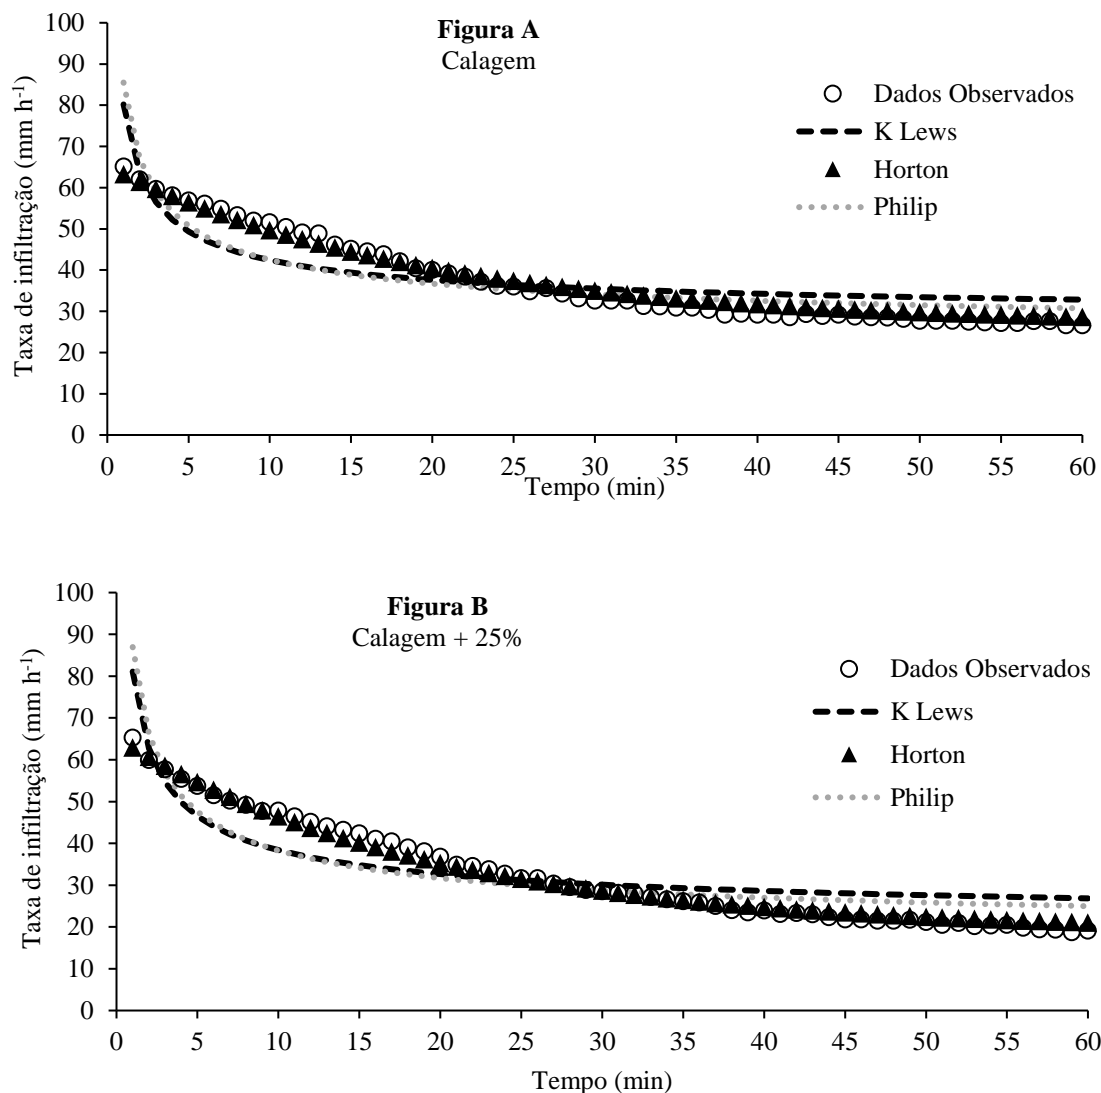 Figura A
Calagem
Taxa de infiltração (mm h⁻¹)
100
90
80
70
60
50
40
30
20
10
0
Dados Observados
K Lews
Horton
Philip
0 5 10 15 20 25 30 35 40 45 50 55 60
Tempo (min)
Figura B
Calagem + 25%
Taxa de infiltração (mm h⁻¹)
100
90
80
70
60
50
40
30
20
10
0
Dados Observados
K Lews
Horton
Philip
0 5 10 15 20 25 30 35 40 45 50 55 60
Tempo (min)